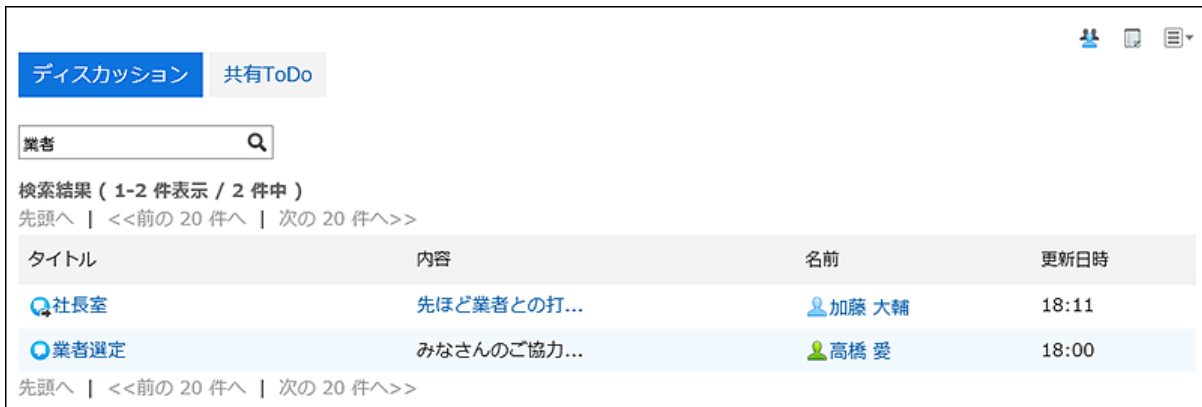 ディスカッション 共有ToDo
業者
検索結果 ( 1-2 件表示 / 2 件中 )
先頭へ | <<前の 20 件へ | 次の 20 件へ>>
タイトル 内容 名前 更新日時
社長室 先ほど業者との打... 加藤 大輔 18:11
業者選定 みなさんのご協力... 高橋 愛 18:00
先頭へ | <<前の 20 件へ | 次の 20 件へ>>